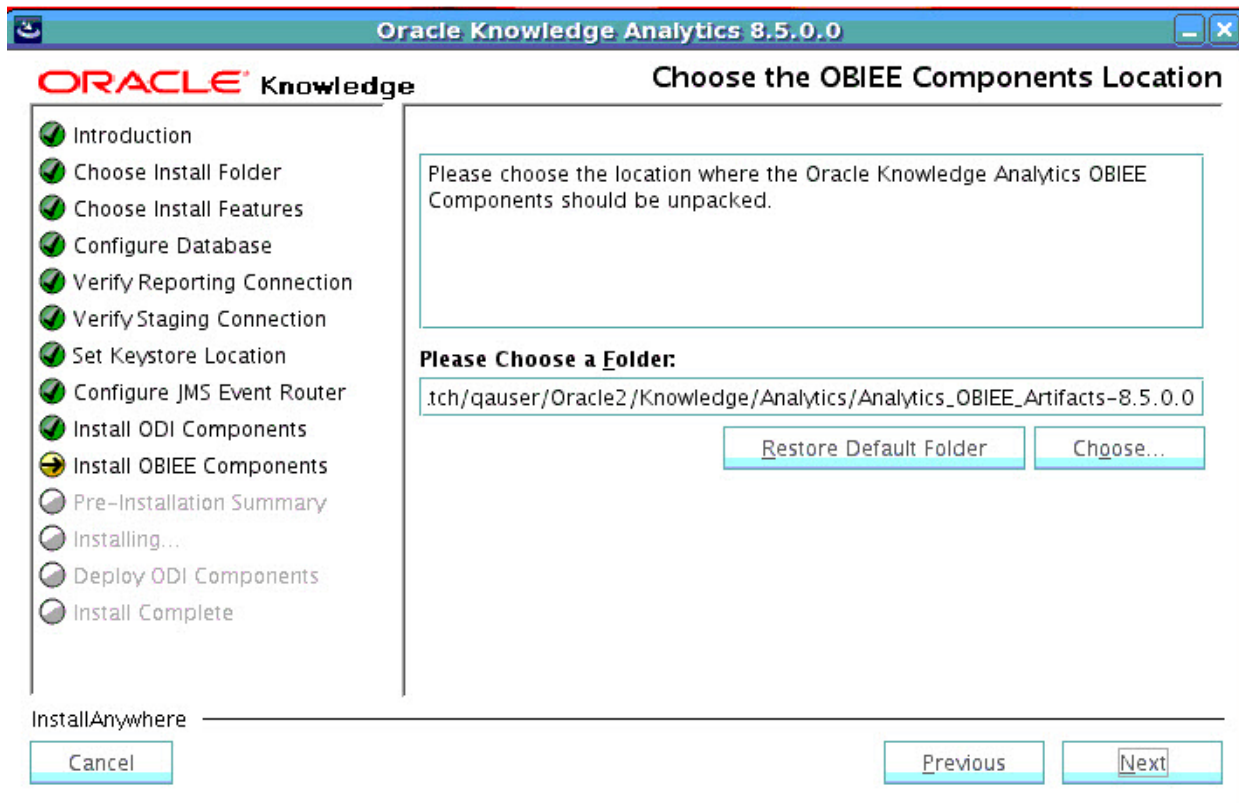 Oracle Knowledge Analytics 8.5.0.0
ORACLE Knowledge
Choose the OBIEE Components Location
Introduction
Choose Install Folder
Choose Install Features
Configure Database
Verify Reporting Connection
Verify Staging Connection
Set Keystore Location
Configure JMS Event Router
Install ODI Components
Install OBIEE Components
Pre-Installation Summary
Installing...
Deploy ODI Components
Install Complete
Please choose the location where the Oracle Knowledge Analytics OBIEE
Components should be unpacked.
Please Choose a Folder:
.tch/qauser/Oracle2/Knowledge/Analytics/Analytics_OBIEE_Artifacts-8.5.0.0
Restore Default Folder
Choose...
InstallAnywhere
Cancel
Previous
Next